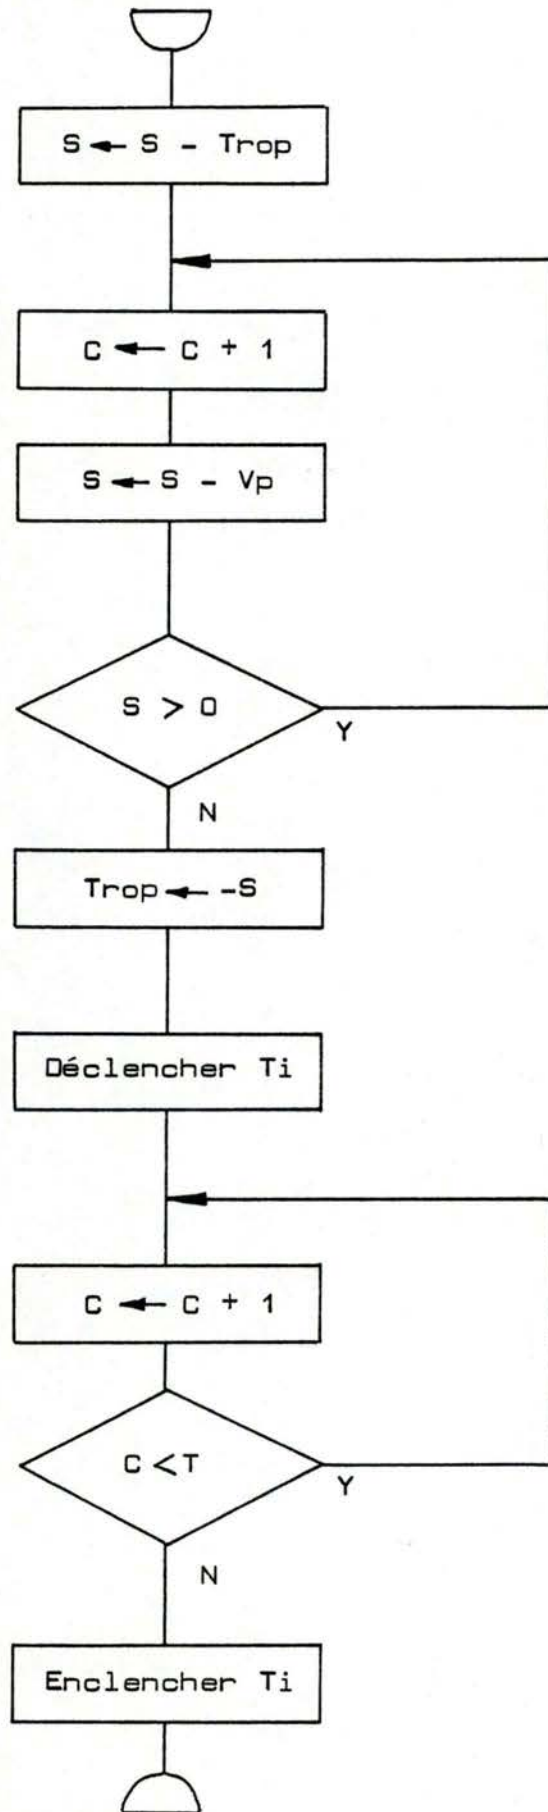 S ← S - Trop
C ← C + 1
S ← S - Vp
S > 0
Y
N
Trop ← -S
Déclencher Ti
C ← C + 1
C < T
Y
N
Enclencher Ti